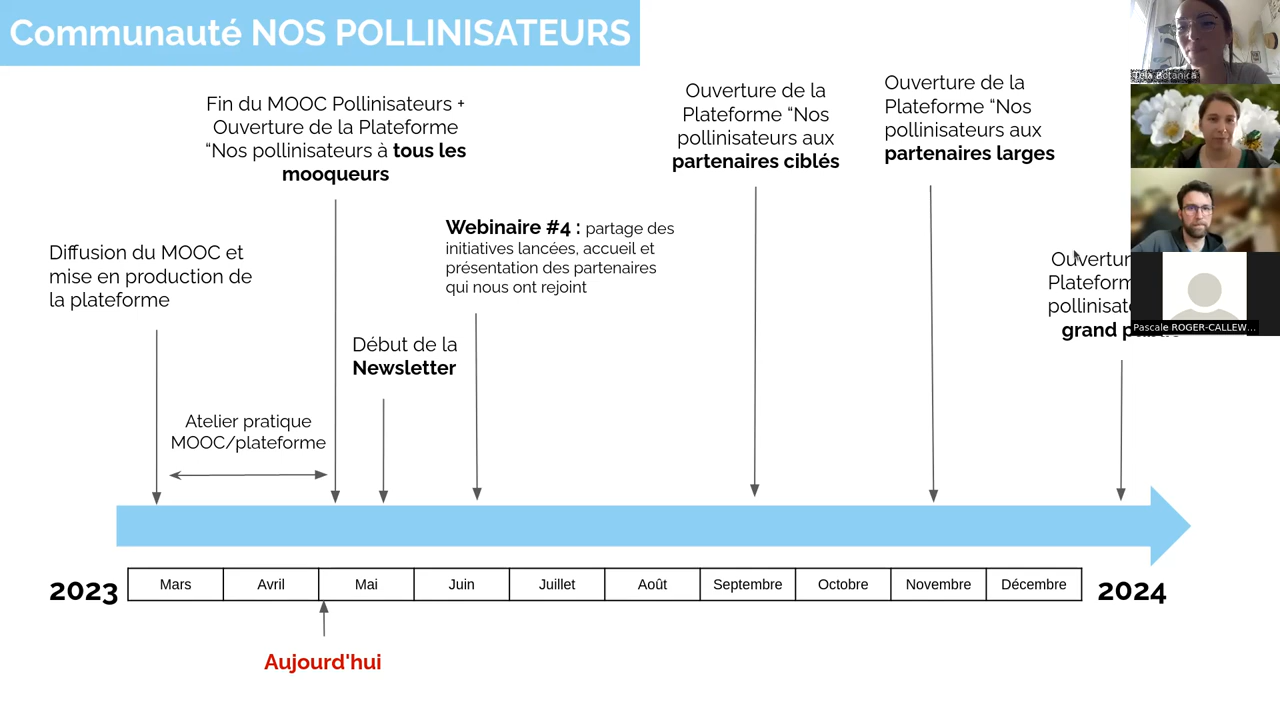 Communauté NOS POLLINISATEURS
Tela Botanica
Fin du MOOC Pollinisateurs +
Ouverture de la Plateforme
“Nos pollinisateurs à tous les
mooqueurs
Ouverture de la
Plateforme “Nos
pollinisateurs aux
partenaires ciblés
Ouverture de la
Plateforme “Nos
pollinisateurs aux
partenaires larges
Webinaire #4 : partage des
initiatives lancées, accueil et
présentation des partenaires
qui nous ont rejoint
Diffusion du MOOC et
mise en production de
la plateforme
Pascale ROGER-CALLEW...
grand
Début de la
Newsletter
Atelier pratique
MOOC/plateforme
2023
Mars
Avril
Mai
Juin
Juillet
Août
Septembre
Octobre
Novembre
Décembre
2024
Aujourd'hui